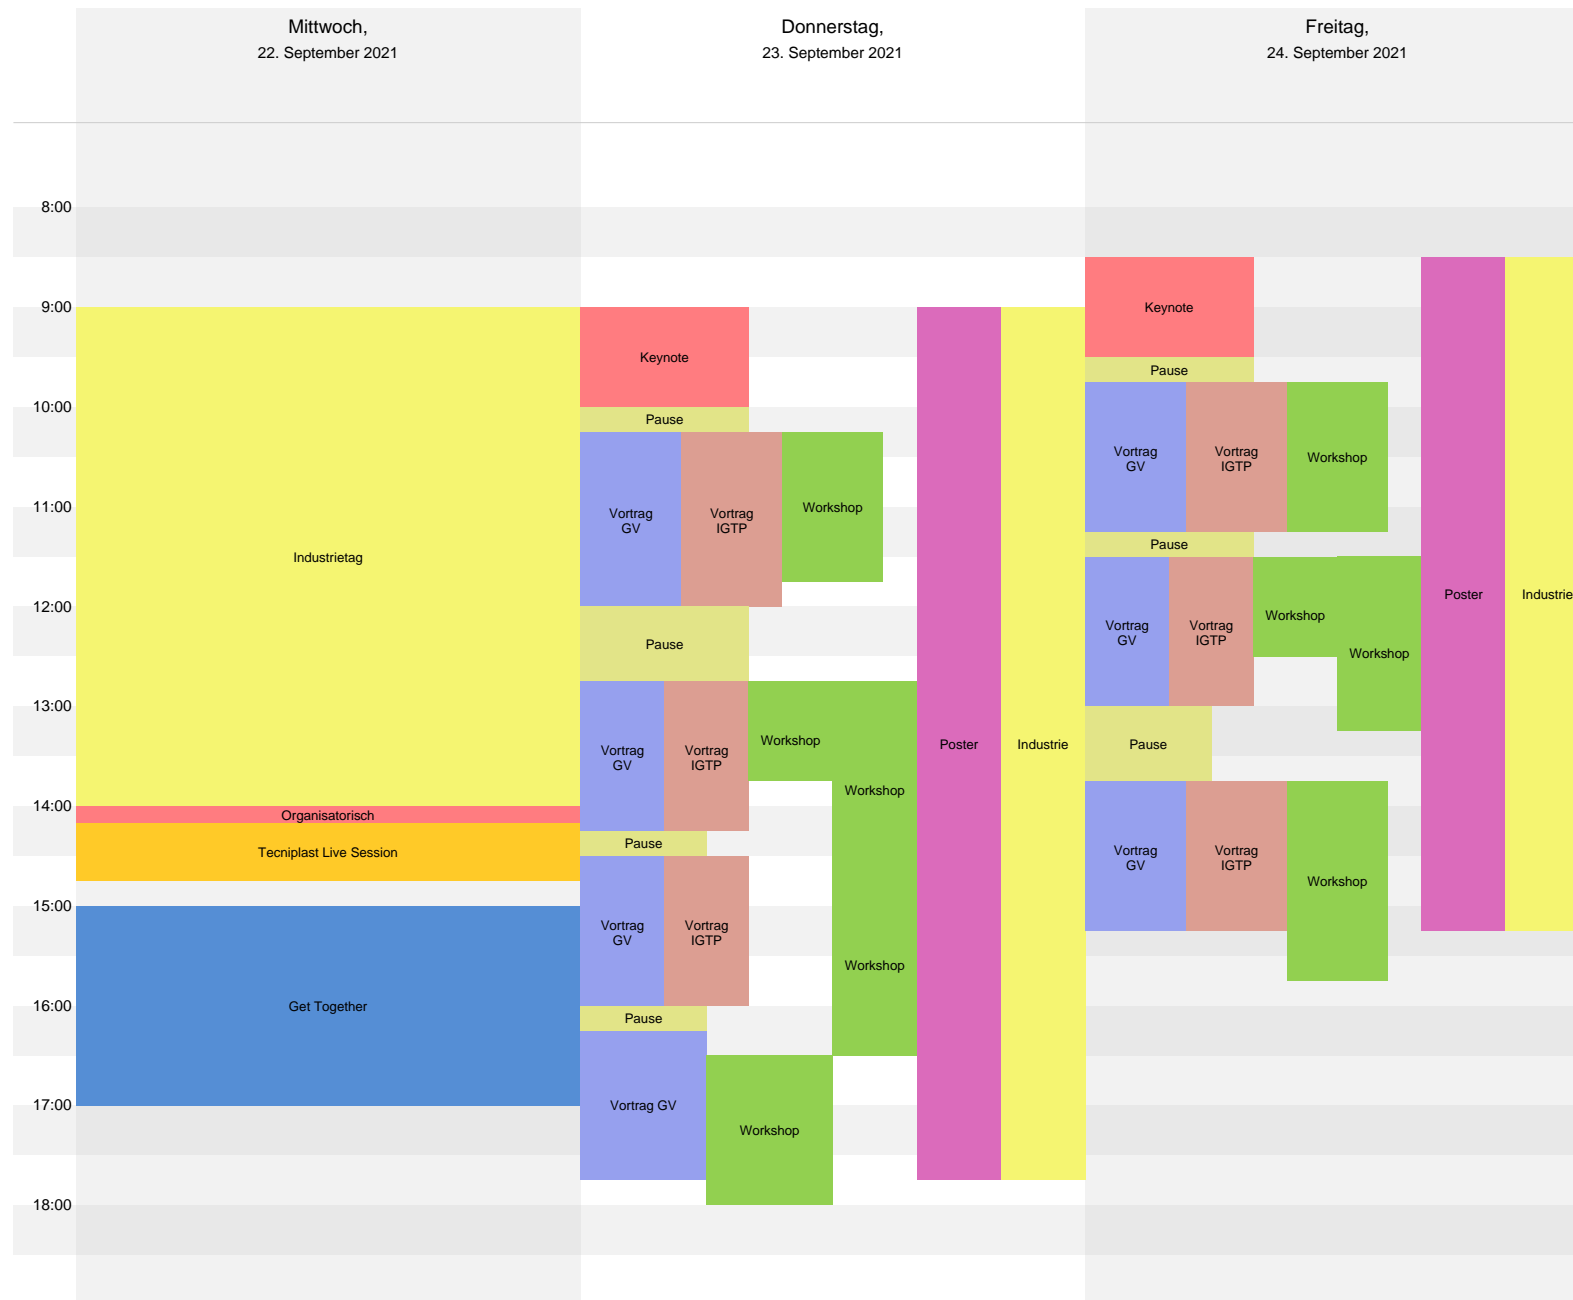 Mittwoch,
22. September 2021
Donnerstag,
23. September 2021
Freitag,
24. September 2021
8:00
9:00
10:00
11:00
12:00
13:00
14:00
15:00
16:00
17:00
18:00
Industrietag
Organisatorisch
Tecniplast Live Session
Get Together
Keynote
Pause
Vortrag
GV
Vortrag
IGTP
Workshop
Pause
Vortrag
GV
Vortrag
IGTP
Workshop
Workshop
Pause
Vortrag
GV
Vortrag
IGTP
Workshop
Pause
Vortrag GV
Workshop
Poster
Industrie
Keynote
Pause
Vortrag
GV
Vortrag
IGTP
Workshop
Pause
Vortrag
GV
Vortrag
IGTP
Workshop
Workshop
Pause
Vortrag
GV
Vortrag
IGTP
Workshop
Poster
Industrie